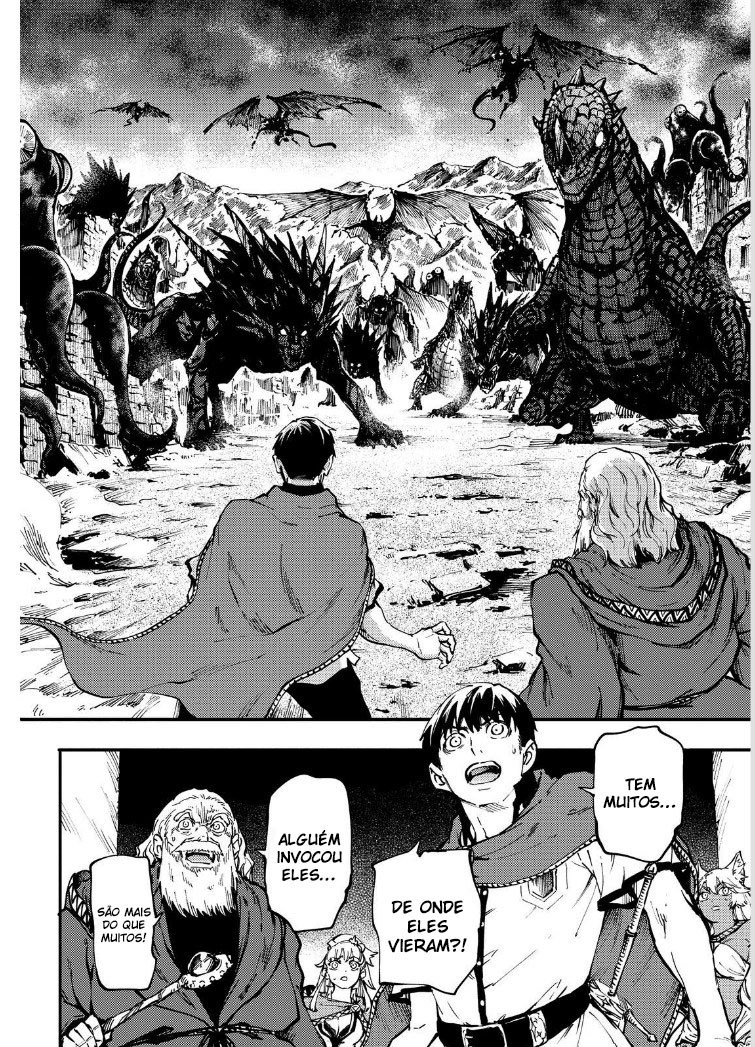 TEM
MUITOS...
DE ONDE
ELES
VIERAM?!
ALGUÉM
INVOCOU
ELES...
SÃO MAIS
DO QUE
MUITOS!